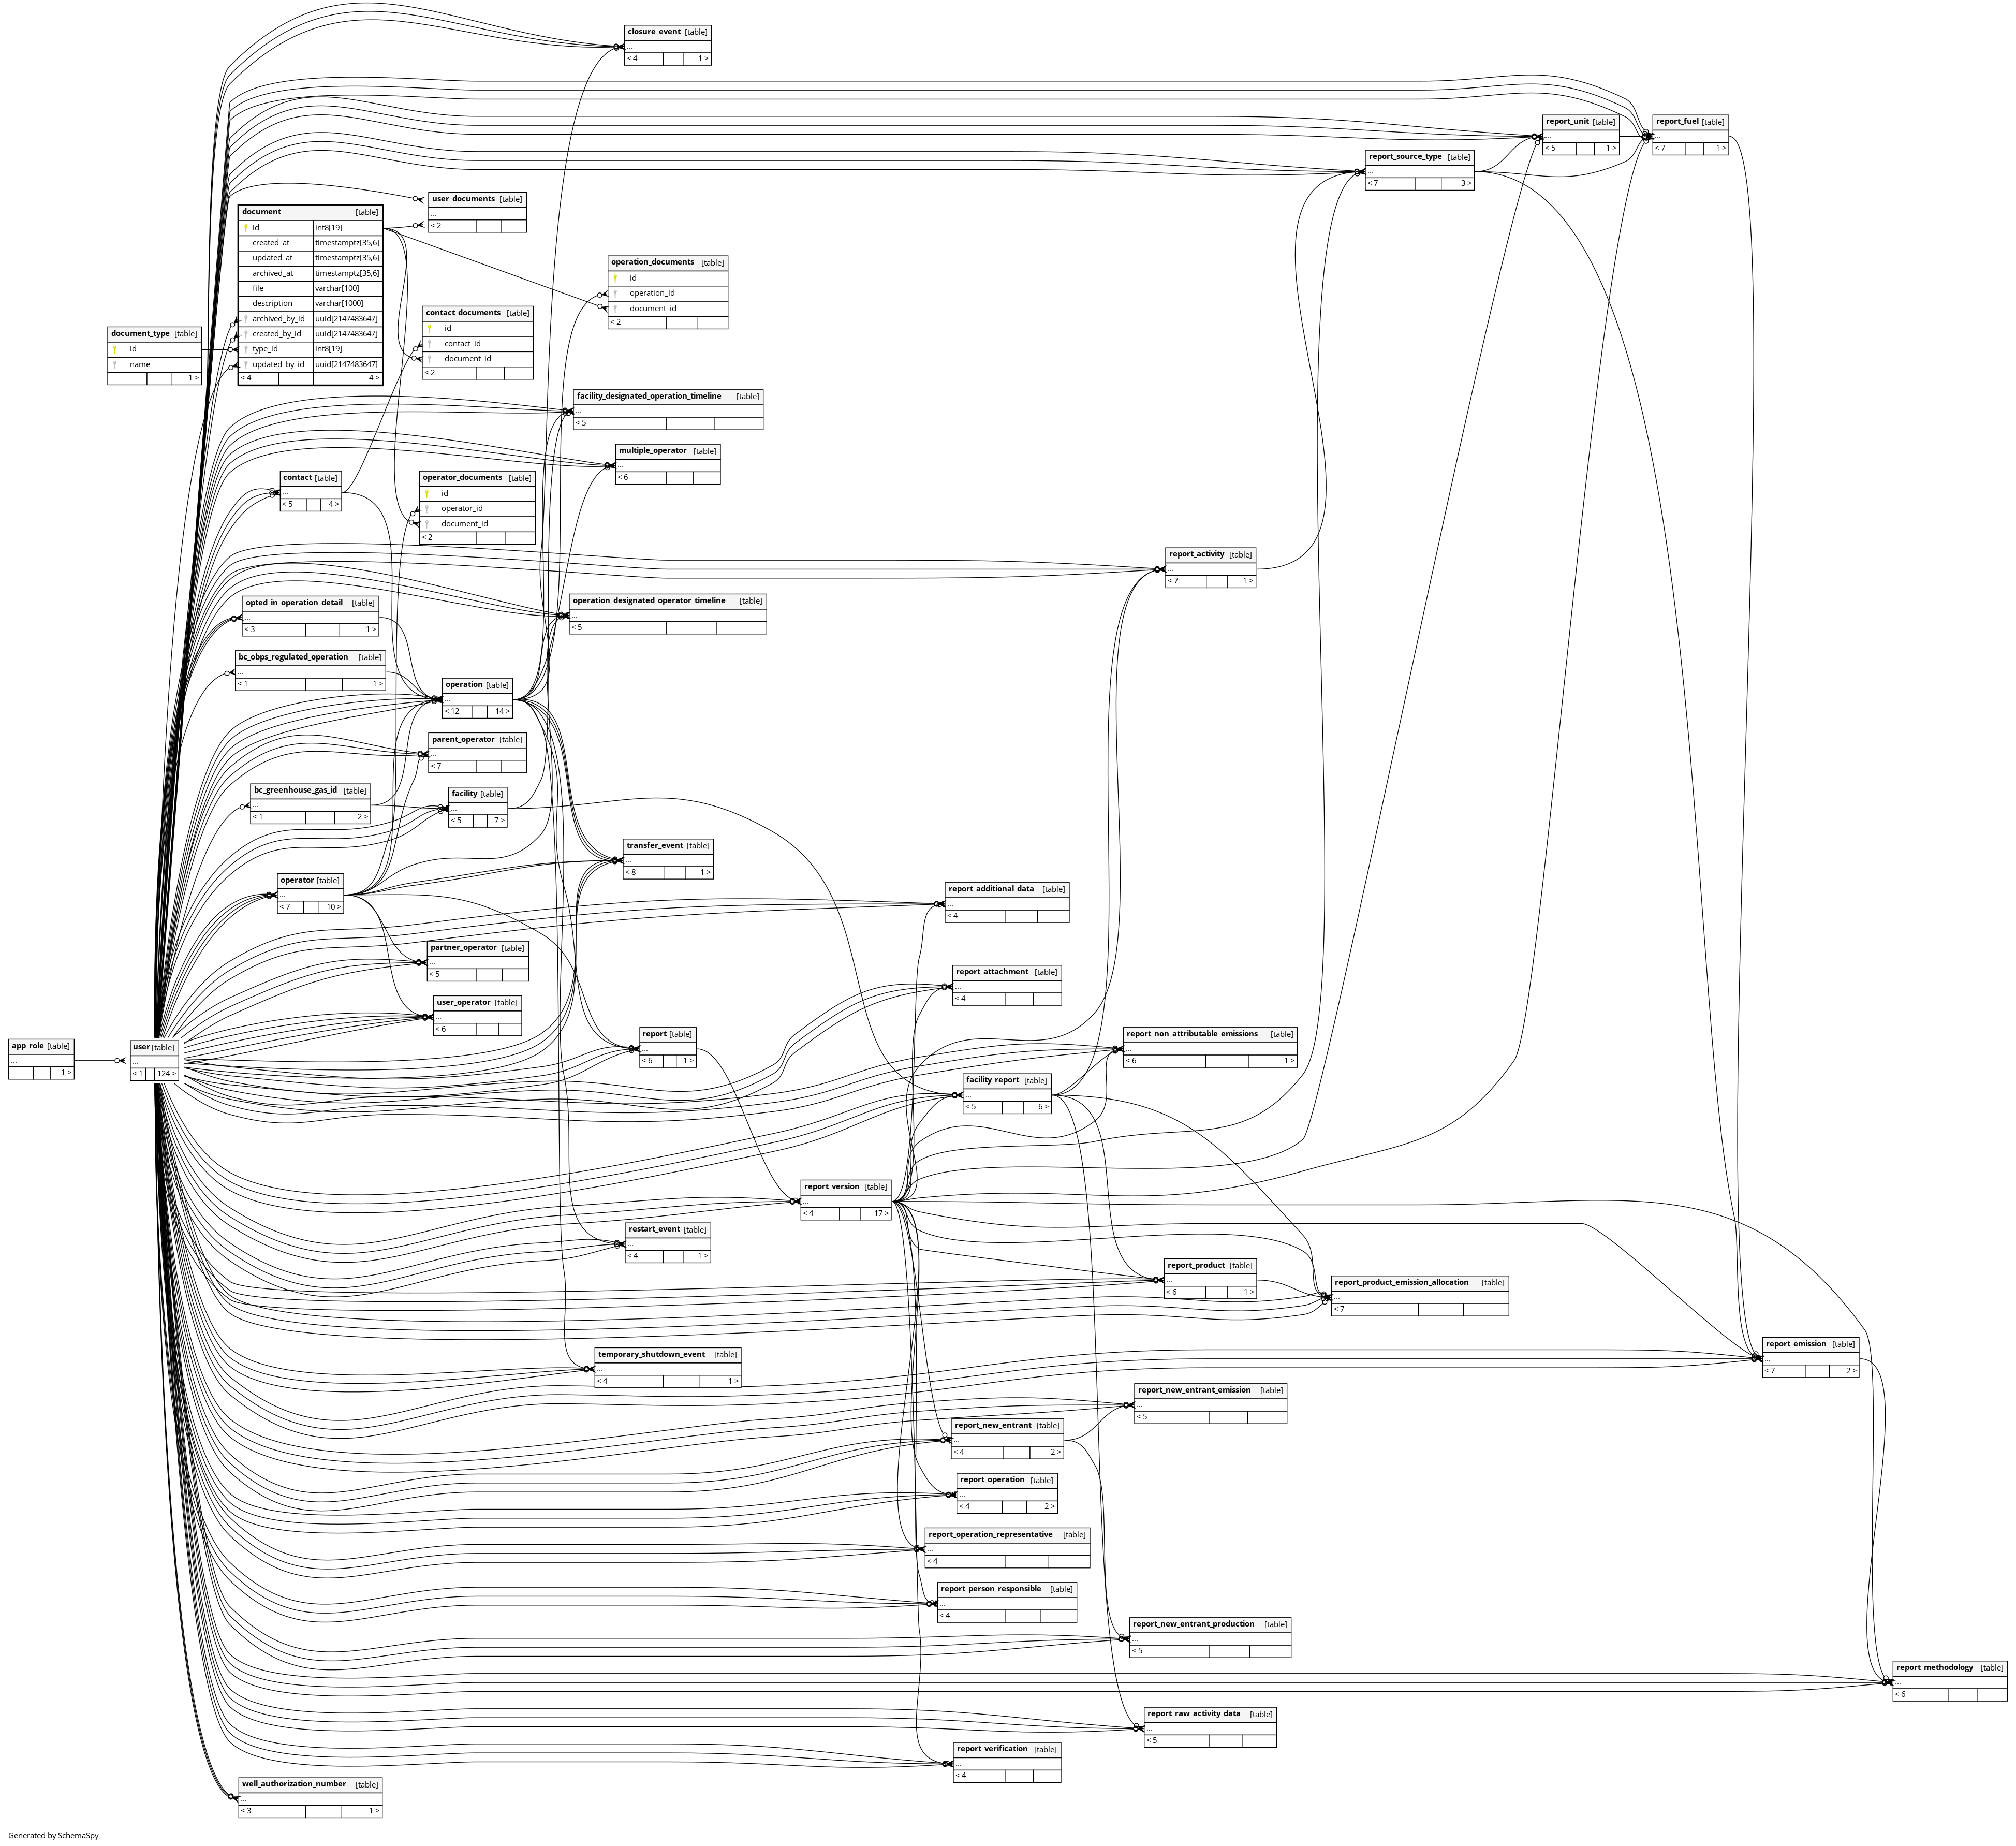 closure_event [table]
...
< 4 1 >
report_unit [table]
...
< 5 1 >
report_fuel [table]
...
< 7 1 >
report_source_type [table]
...
< 7 3 >
user_documents [table]
...
< 2
document [table]
id int8[19]
created_at timestamptz[35,6]
updated_at timestamptz[35,6]
archived_at timestamptz[35,6]
file varchar[100]
description varchar[1000]
archived_by_id uuid[2147483647]
created_by_id uuid[2147483647]
type_id int8[19]
updated_by_id uuid[2147483647]
< 4 4 >
operation_documents [table]
id
operation_id
document_id
< 2
contact_documents [table]
id
contact_id
document_id
< 2
document_type [table]
id
name
1 >
facility_designated_operation_timeline [table]
...
< 5
multiple_operator [table]
...
< 6
contact [table]
...
< 5 4 >
operator_documents [table]
id
operator_id
document_id
< 2
report_activity [table]
...
< 7 1 >
opted_in_operation_detail [table]
...
< 3 1 >
operation_designated_operator_timeline [table]
...
< 5
bc_obps_regulated_operation [table]
...
< 1 1 >
operation [table]
...
< 12 14 >
parent_operator [table]
...
< 7
bc_greenhouse_gas_id [table]
...
< 1 2 >
facility [table]
...
< 5 7 >
transfer_event [table]
...
< 8 1 >
operator [table]
...
< 7 10 >
report_additional_data [table]
...
< 4
partner_operator [table]
...
< 5
report_attachment [table]
...
< 4
user_operator [table]
...
< 6
report [table]
...
< 6 1 >
report_non_attributable_emissions [table]
...
< 6 1 >
app_role [table]
...
1 >
user [table]
...
< 1 124 >
facility_report [table]
...
< 5 6 >
report_version [table]
...
< 4 17 >
restart_event [table]
...
< 4 1 >
report_product [table]
...
< 6 1 >
report_product_emission_allocation [table]
...
< 7
report_emission [table]
...
< 7 2 >
temporary_shutdown_event [table]
...
< 4 1 >
report_new_entrant_emission [table]
...
< 5
report_new_entrant [table]
...
< 4 2 >
report_operation [table]
...
< 4 2 >
report_operation_representative [table]
...
< 4
report_person_responsible [table]
...
< 4
report_new_entrant_production [table]
...
< 5
report_methodology [table]
...
< 6
report_raw_activity_data [table]
...
< 5
report_verification [table]
...
< 4
well_authorization_number [table]
...
< 3 1 >
Generated by SchemaSpy